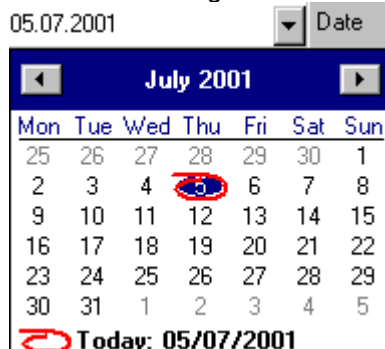 05.07.2001 Date
July 2001
Mon Tue Wed Thu Fri Sat Sun
25 26 27 28 29 30 1
2 3 4 5 6 7 8
9 10 11 12 13 14 15
16 17 18 19 20 21 22
23 24 25 26 27 28 29
30 31 1 2 3 4 5
Today: 05/07/2001